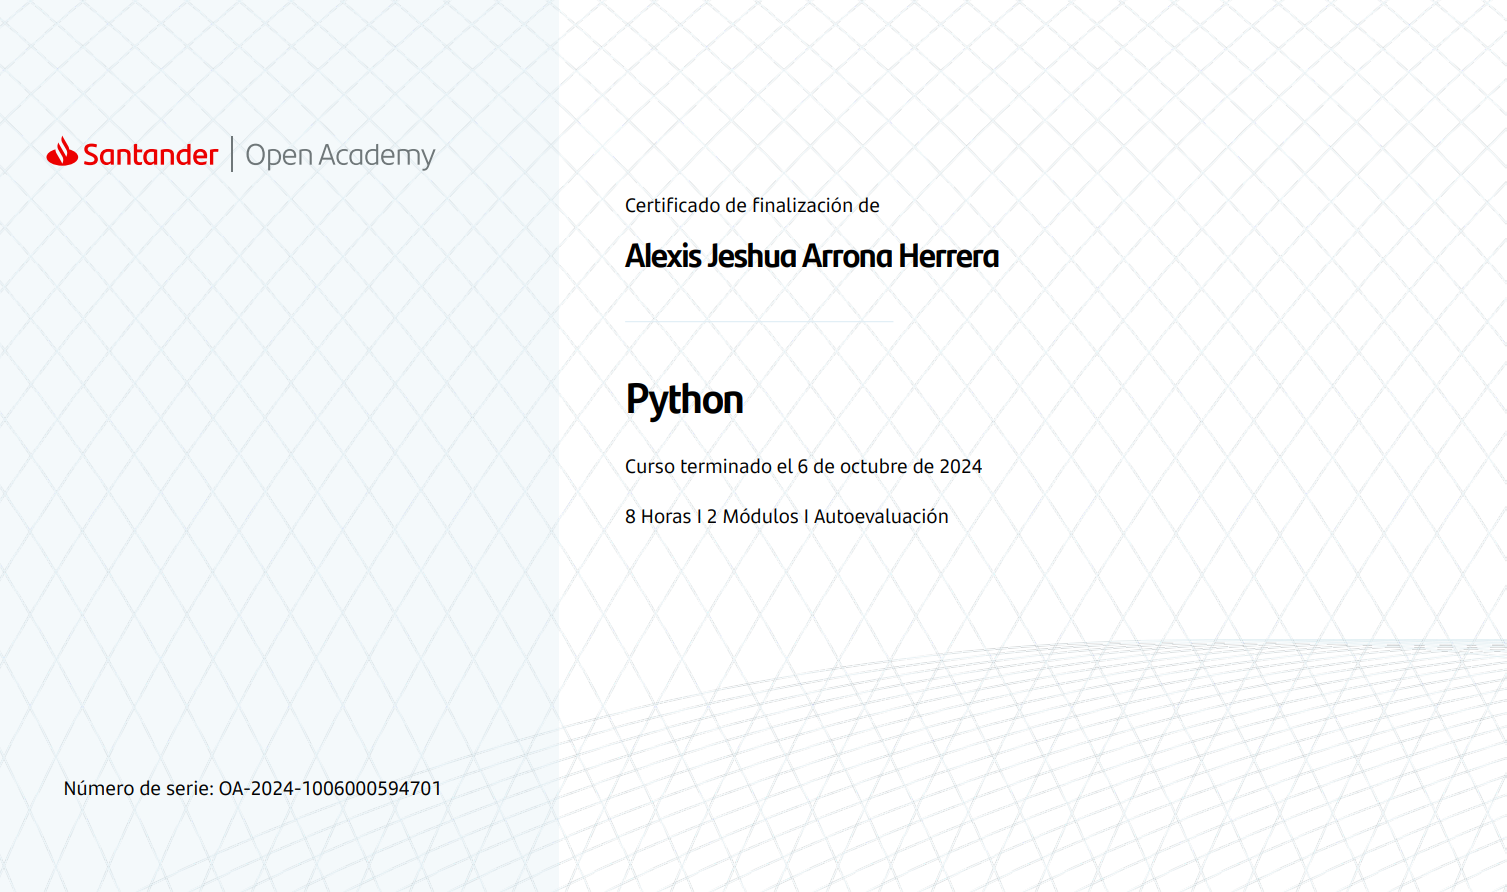 Santander | Open Academy
Certificado de finalización de
Alexis Jeshua Arrona Herrera
Python
Curso terminado el 6 de octubre de 2024
8 Horas I 2 Módulos I Autoevaluación
Número de serie: OA-2024-1006000594701